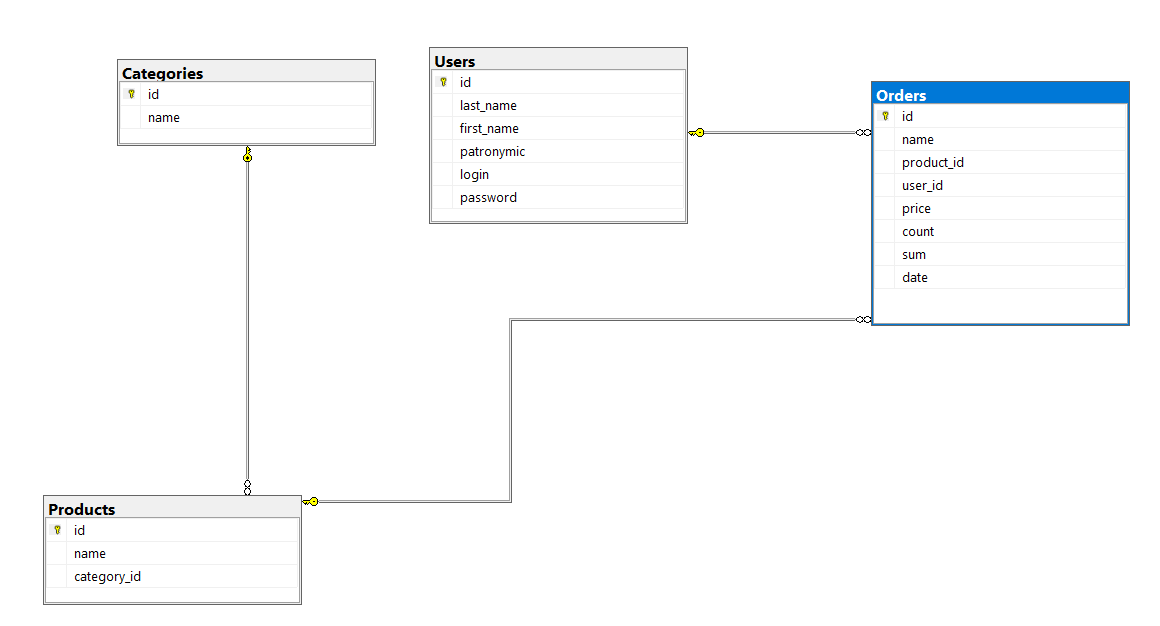 Categories
id
name
Users
id
last_name
first_name
patronymic
login
password
Orders
id
name
product_id
user_id
price
count
sum
date
Products
id
name
category_id